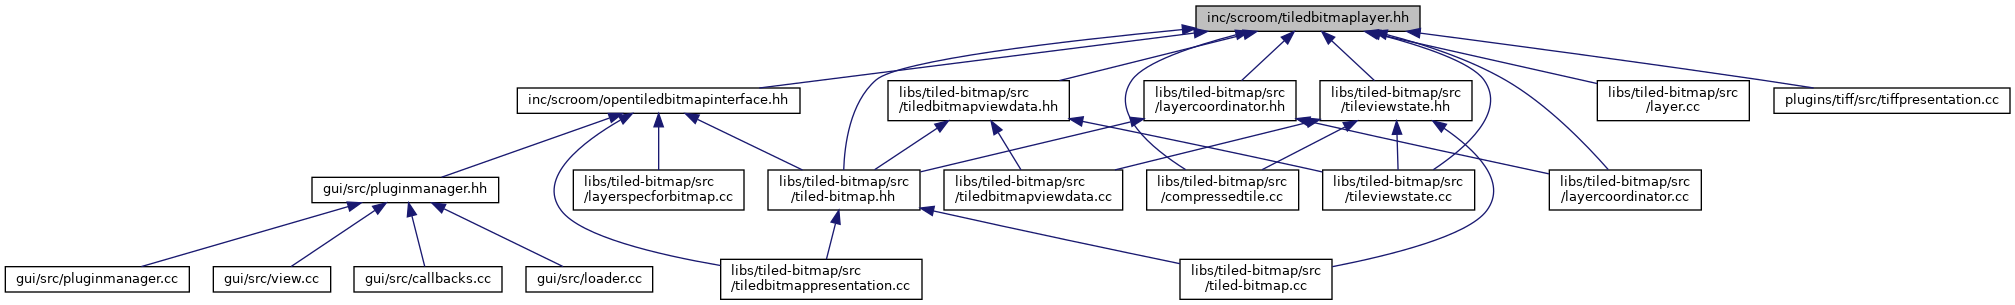 inc/scroom/tiledbitmaplayer.hh
inc/scroom/opentiledbitmapinterface.hh
libs/tiled-bitmap/src
/tiledbitmapviewdata.hh
libs/tiled-bitmap/src
/layercoordinator.hh
libs/tiled-bitmap/src
/tileviewstate.hh
libs/tiled-bitmap/src
/layer.cc
plugins/tiff/src/tiffpresentation.cc
gui/src/pluginmanager.hh
libs/tiled-bitmap/src
/layerspecforbitmap.cc
libs/tiled-bitmap/src
/tiled-bitmap.hh
libs/tiled-bitmap/src
/tiledbitmapviewdata.cc
libs/tiled-bitmap/src
/compressedtile.cc
libs/tiled-bitmap/src
/tileviewstate.cc
libs/tiled-bitmap/src
/layercoordinator.cc
gui/src/pluginmanager.cc
gui/src/view.cc
gui/src/callbacks.cc
gui/src/loader.cc
libs/tiled-bitmap/src
/tiledbitmappresentation.cc
libs/tiled-bitmap/src
/tiled-bitmap.cc